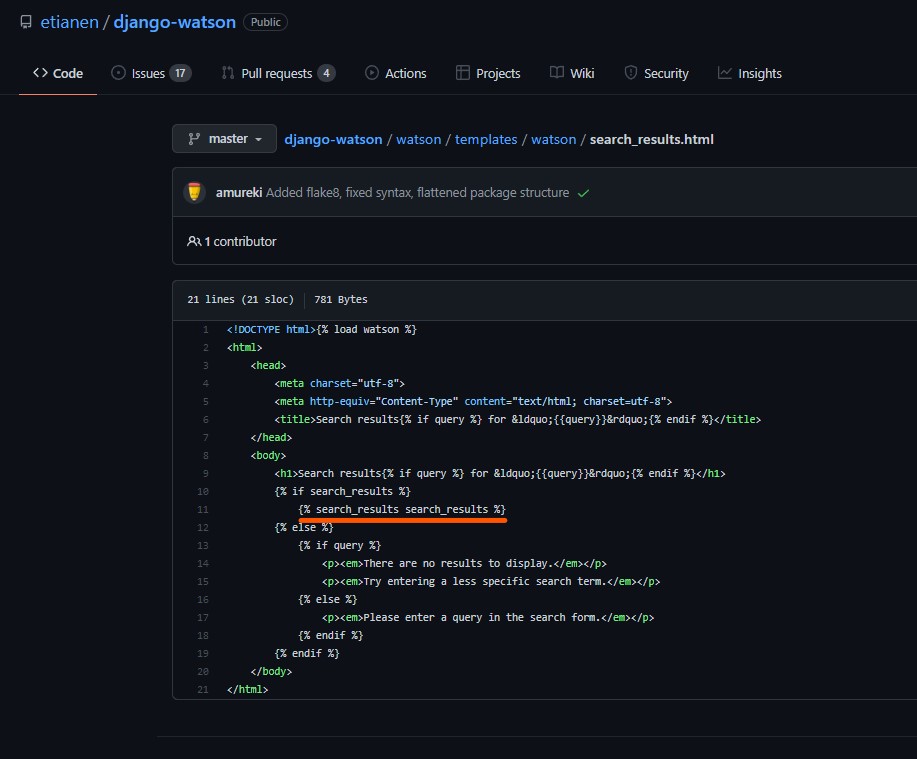 etianen / django-watson Public
Code Issues 17 Pull requests 4 Actions Projects Wiki Security Insights
master django-watson / watson / templates / watson / search_results.html
amureki Added flake8, fixed syntax, flattened package structure
1 contributor
21 lines (21 sloc) 781 Bytes
1 <!DOCTYPE html>{% load watson %}
2 <html>
3 <head>
4 <meta charset="utf-8">
5 <meta http-equiv="Content-Type" content="text/html; charset=utf-8">
6 <title>Search results{% if query %} for &ldquo;{{query}}&rdquo;{% endif %}</title>
7 </head>
8 <body>
9 <h1>Search results{% if query %} for &ldquo;{{query}}&rdquo;{% endif %}</h1>
10 {% if search_results %}
11 {% search_results search_results %}
12 {% else %}
13 {% if query %}
14 <p><em>There are no results to display.</em></p>
15 <p><em>Try entering a less specific search term.</em></p>
16 {% else %}
17 <p><em>Please enter a query in the search form.</em></p>
18 {% endif %}
19 {% endif %}
20 </body>
21 </html>